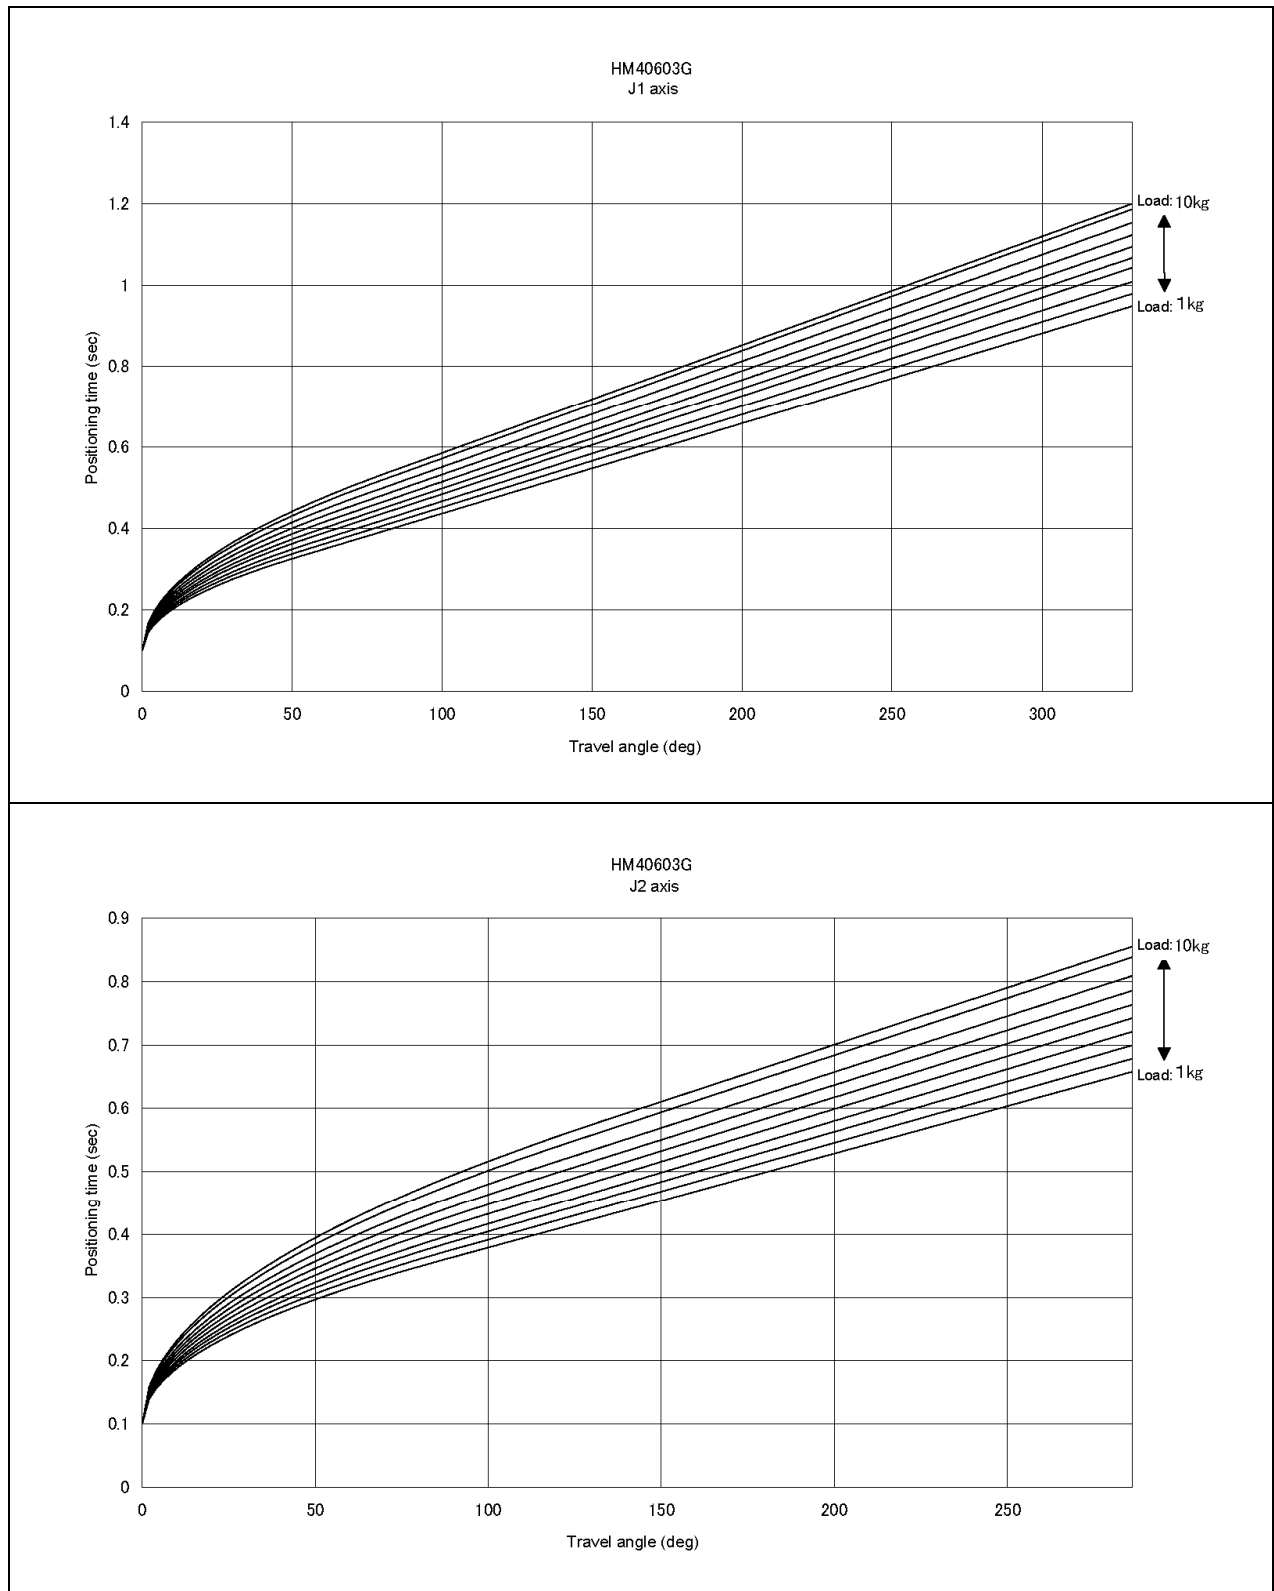 HM40603G
J1 axis
1.4
1.2
1
0.8
0.6
0.4
0.2
0
Positioning time (sec)
0 50 100 150 200 250 300
Travel angle (deg)
Load: 10kg
Load: 1kg
HM40603G
J2 axis
0.9
0.8
0.7
0.6
0.5
0.4
0.3
0.2
0.1
0
Positioning time (sec)
0 50 100 150 200 250
Travel angle (deg)
Load: 10kg
Load: 1kg